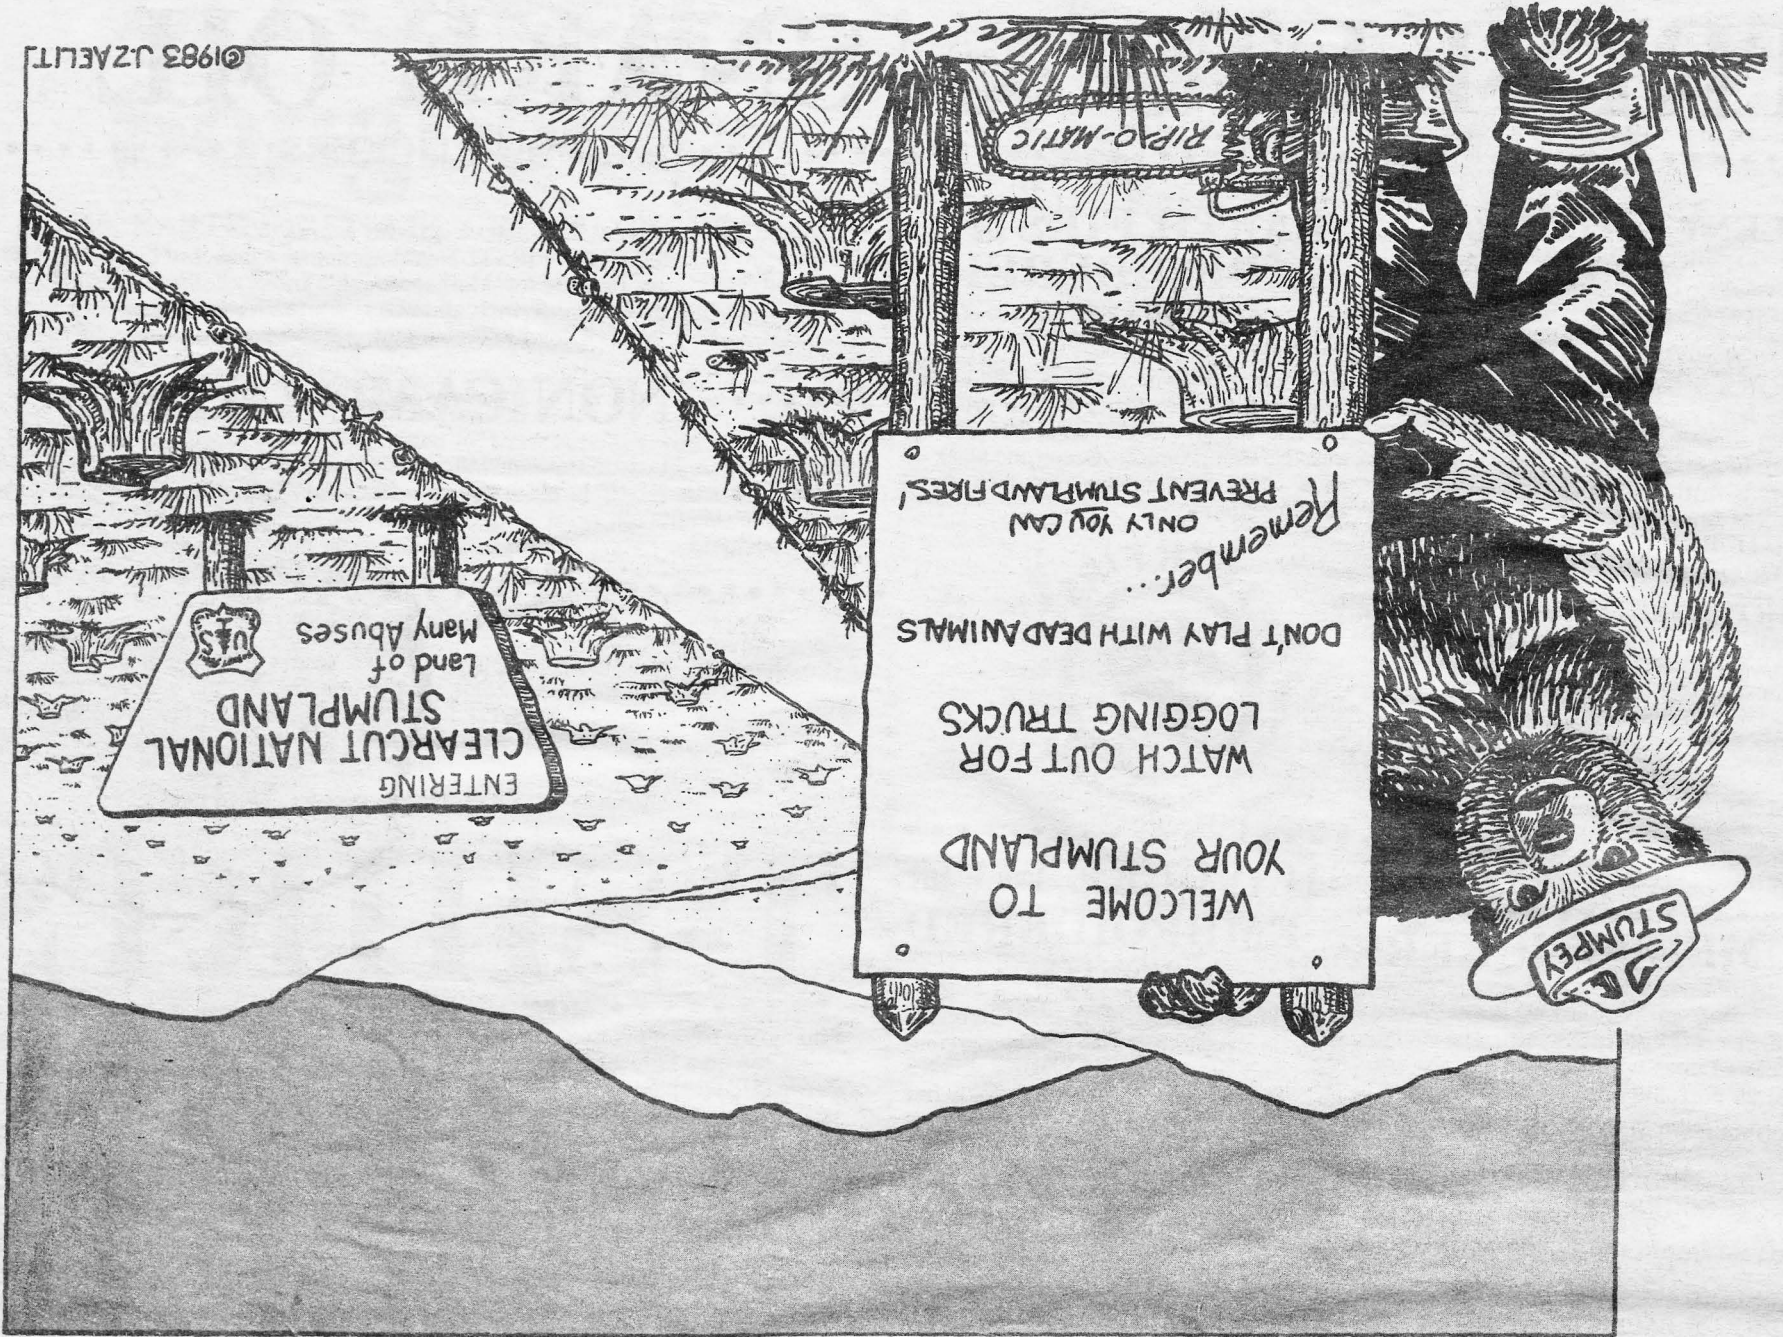 STUMPEY
WELCOME TO
YOUR STUMPLAND
WATCH OUT FOR
LOGGING TRUCKS
DON'T PLAY WITH DEAD ANIMALS
Remember...
ONLY YOU CAN
PREVENT STUMPLAND FIRES!
RIP-O-MATIC
ENTERING
CLEARCUT NATIONAL
STUMPLAND
Land of
Many Abuses
U S
©1983 J.ZAELIT